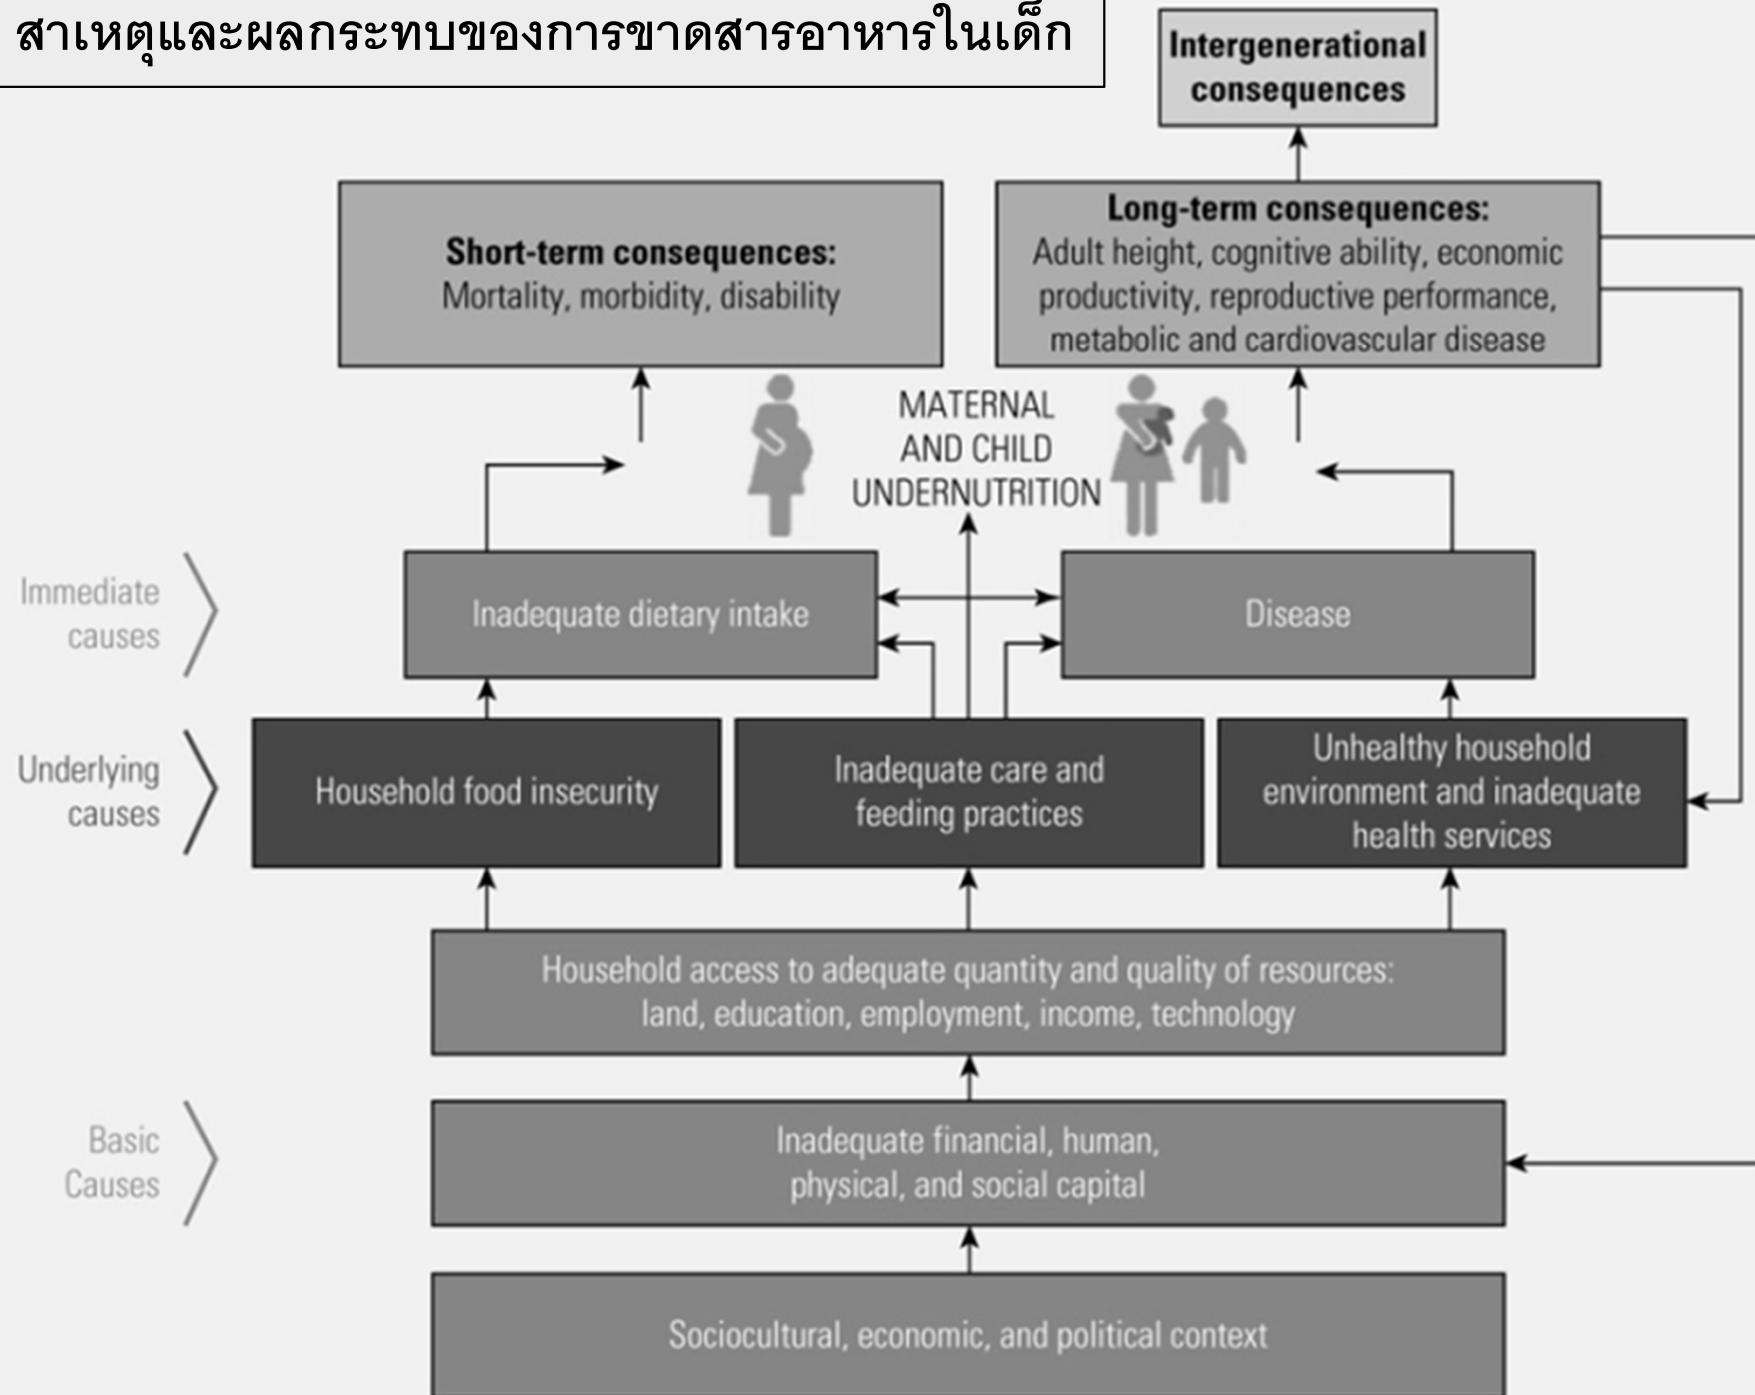 สาเหตุและผลกระทบของการขาดสารอาหารในเด็ก
Intergenerational
consequences
Short-term consequences:
Mortality, morbidity, disability
Long-term consequences:
Adult height, cognitive ability, economic
productivity, reproductive performance,
metabolic and cardiovascular disease
MATERNAL
AND CHILD
UNDERNUTRITION
Immediate
causes
Inadequate dietary intake
Disease
Underlying
causes
Household food insecurity
Inadequate care and
feeding practices
Unhealthy household
environment and inadequate
health services
Household access to adequate quantity and quality of resources:
land, education, employment, income, technology
Basic
Causes
Inadequate financial, human,
physical, and social capital
Sociocultural, economic, and political context